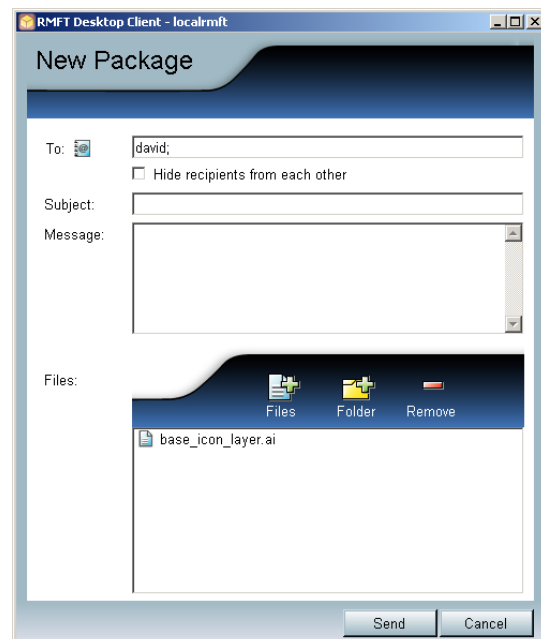 RMFT Desktop Client - localrmft
New Package
To:
david;
Hide recipients from each other
Subject:
Message:
Files:
Files Folder Remove
base_icon_layer.ai
Send Cancel